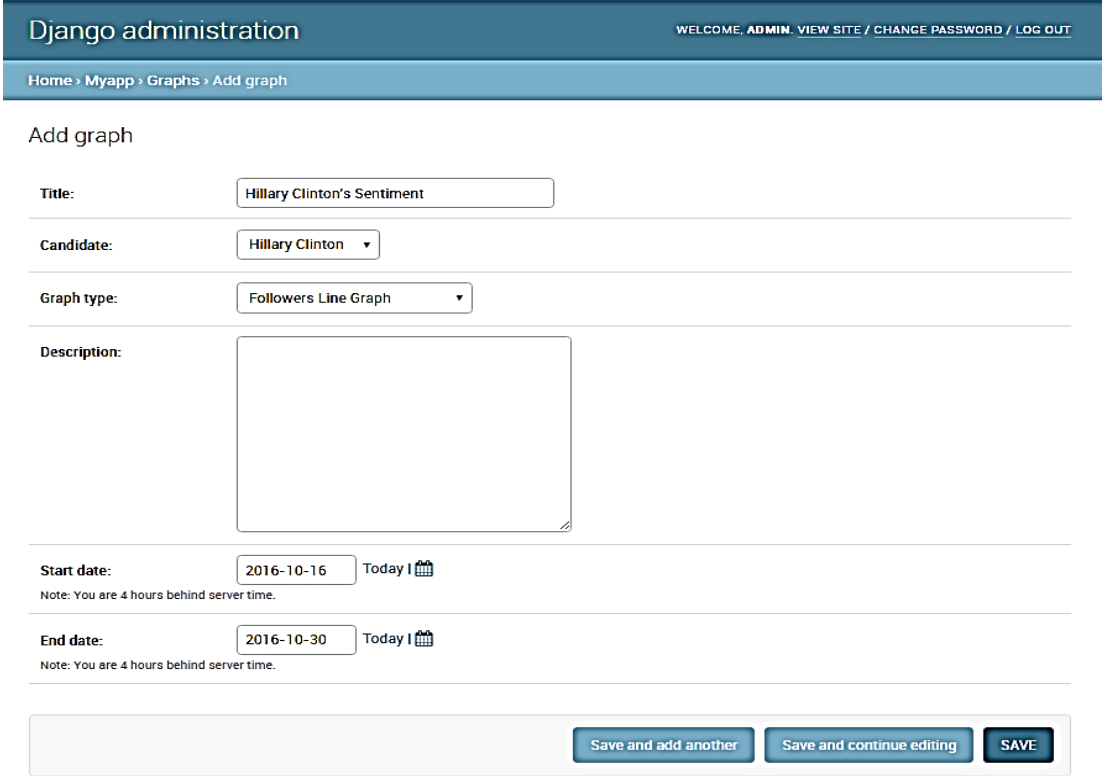 Django administration
WELCOME, ADMIN. VIEW SITE / CHANGE PASSWORD / LOG OUT
Home › Myapp › Graphs › Add graph
Add graph
Title: Hillary Clinton's Sentiment
Candidate: Hillary Clinton
Graph type: Followers Line Graph
Description:
Start date: 2016-10-16 Today |
Note: You are 4 hours behind server time.
End date: 2016-10-30 Today |
Note: You are 4 hours behind server time.
Save and add another Save and continue editing SAVE